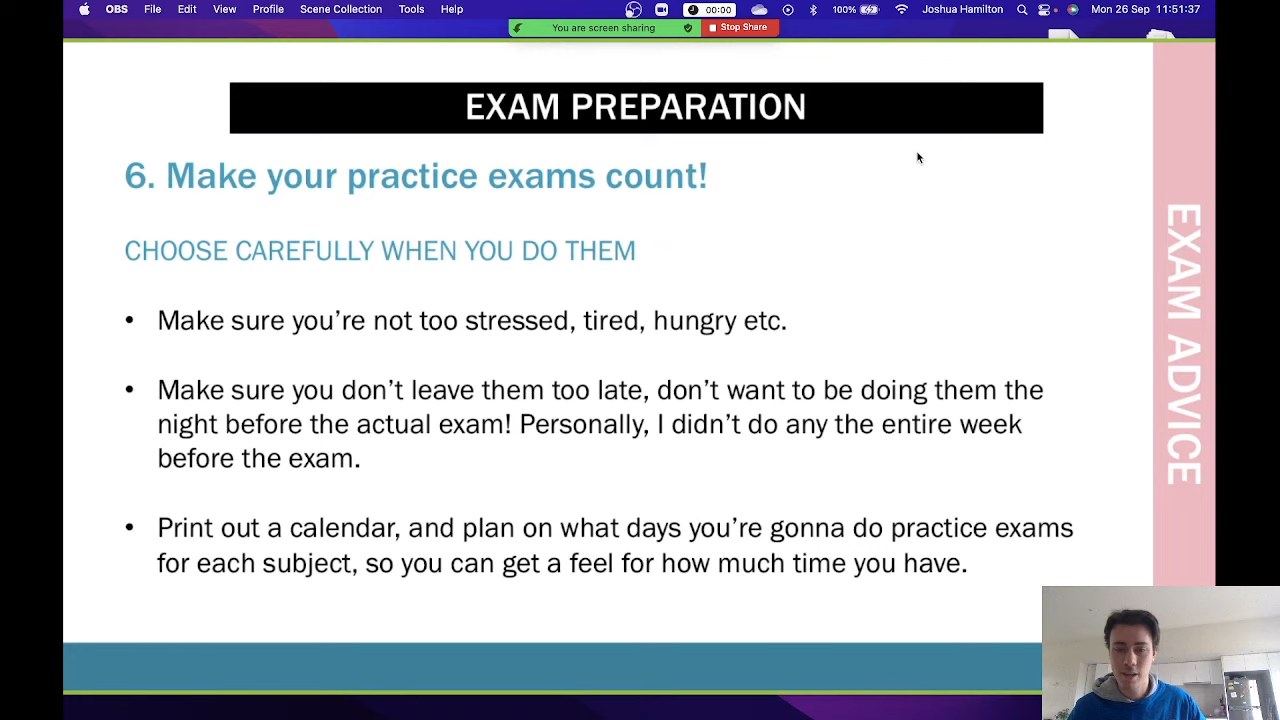 OBS File Edit View Profile Scene Collection Tools Help 00:00 100% Joshua Hamilton Mon 26 Sep 11:51:37
You are screen sharing Stop Share
EXAM PREPARATION
6. Make your practice exams count!
CHOOSE CAREFULLY WHEN YOU DO THEM
• Make sure you’re not too stressed, tired, hungry etc.
• Make sure you don’t leave them too late, don’t want to be doing them the
night before the actual exam! Personally, I didn’t do any the entire week
before the exam.
• Print out a calendar, and plan on what days you’re gonna do practice exams
for each subject, so you can get a feel for how much time you have.
EXAM ADVICE